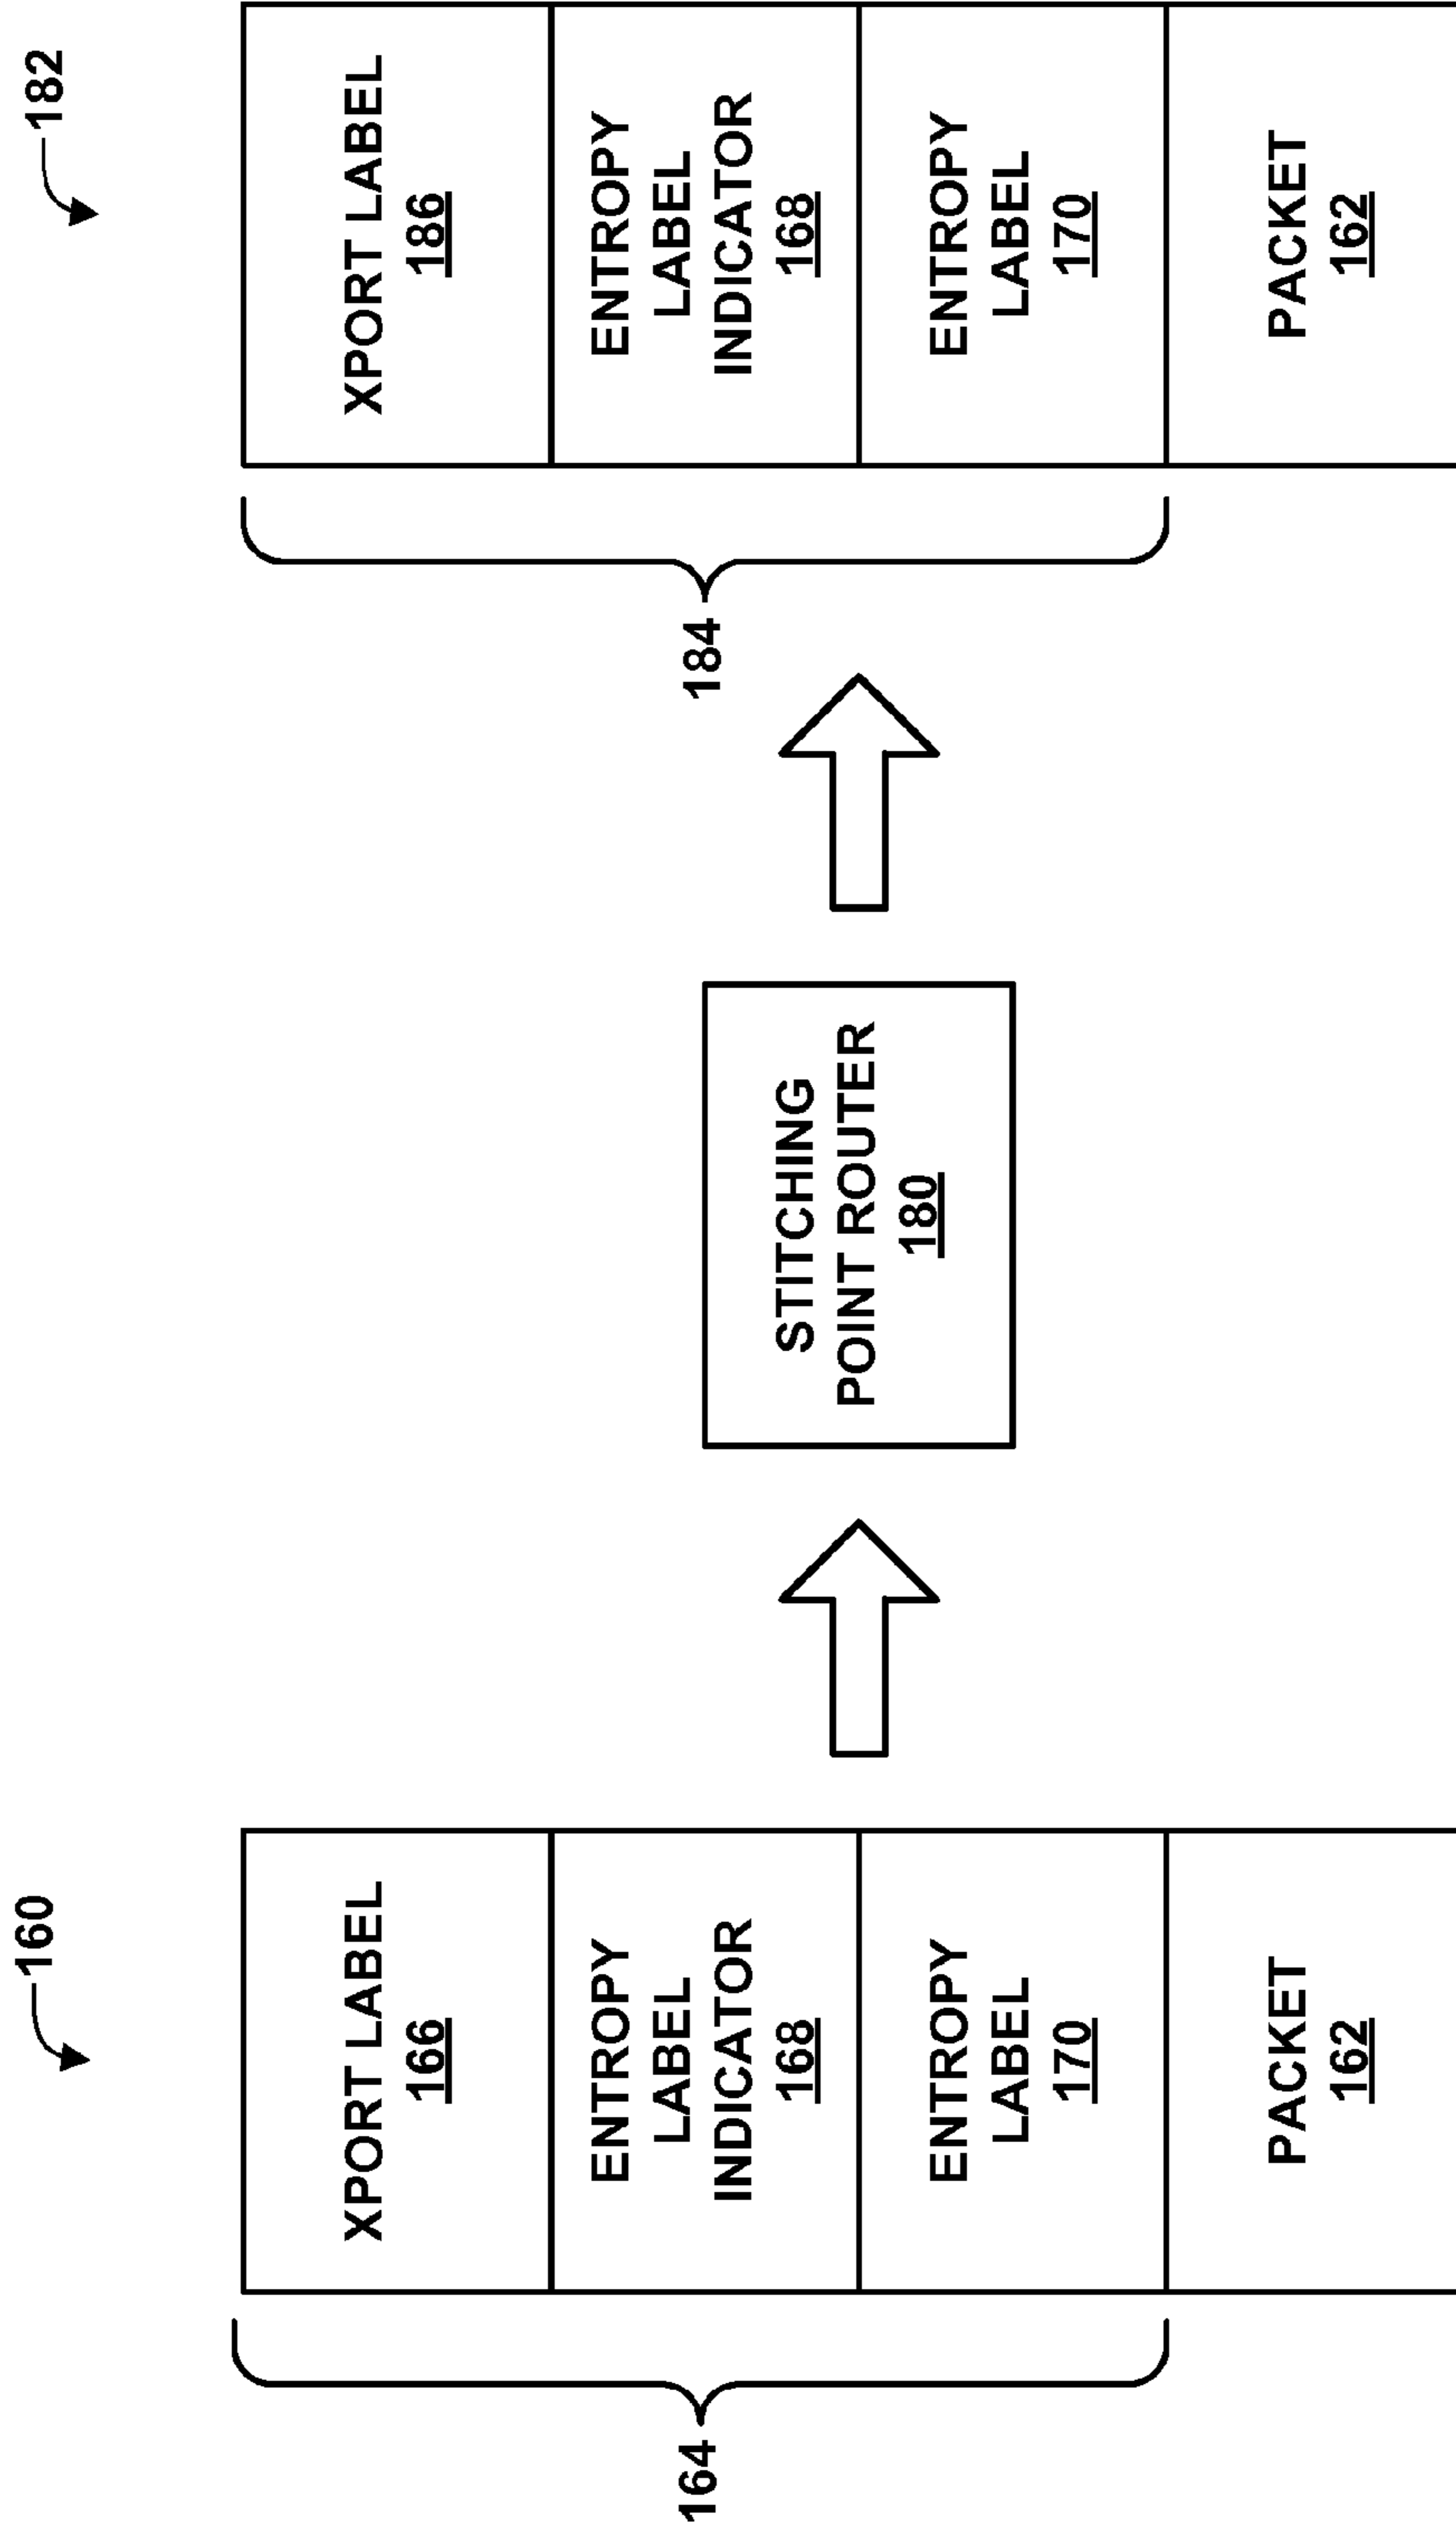 160
164
XPORT LABEL
166
ENTROPY
LABEL
INDICATOR
168
ENTROPY
LABEL
170
PACKET
162
STITCHING
POINT ROUTER
180
182
184
XPORT LABEL
186
ENTROPY
LABEL
INDICATOR
168
ENTROPY
LABEL
170
PACKET
162